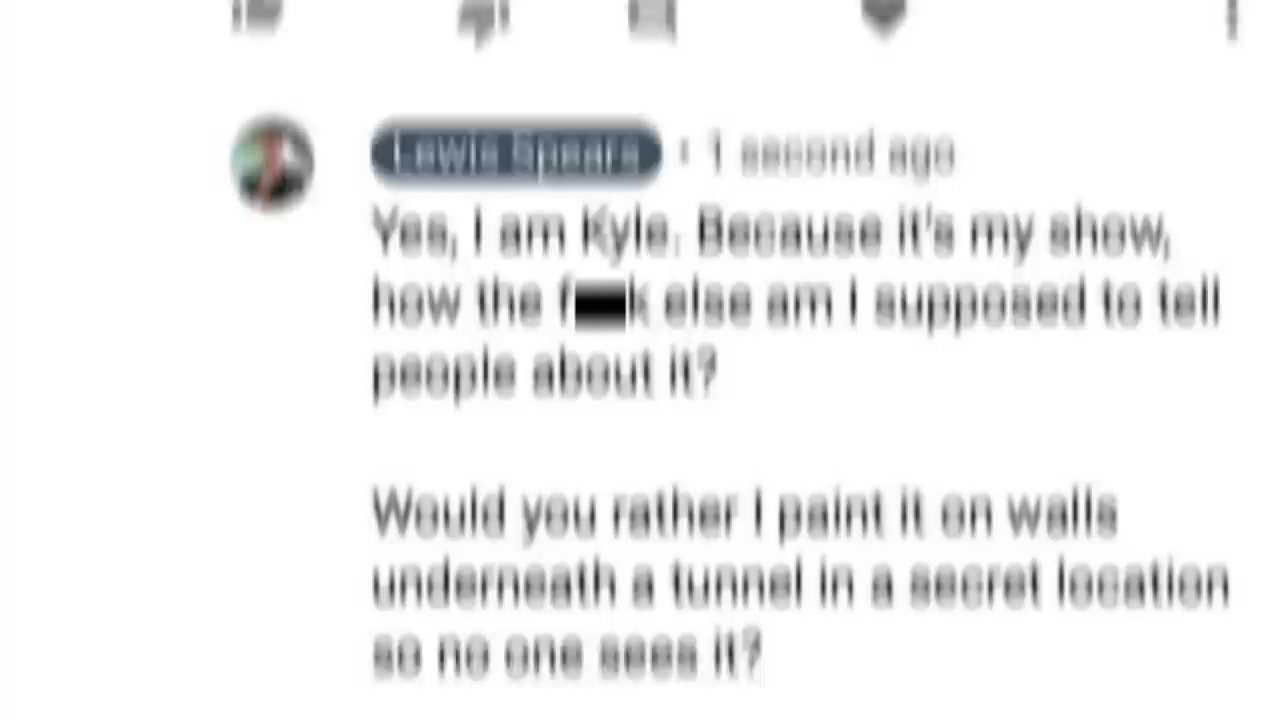 Lewis Spears · 1 second ago
Yes, I am Kyle. Because it's my show,
how the f k else am I supposed to tell
people about it?
Would you rather I paint it on walls
underneath a tunnel in a secret location
so no one sees it?